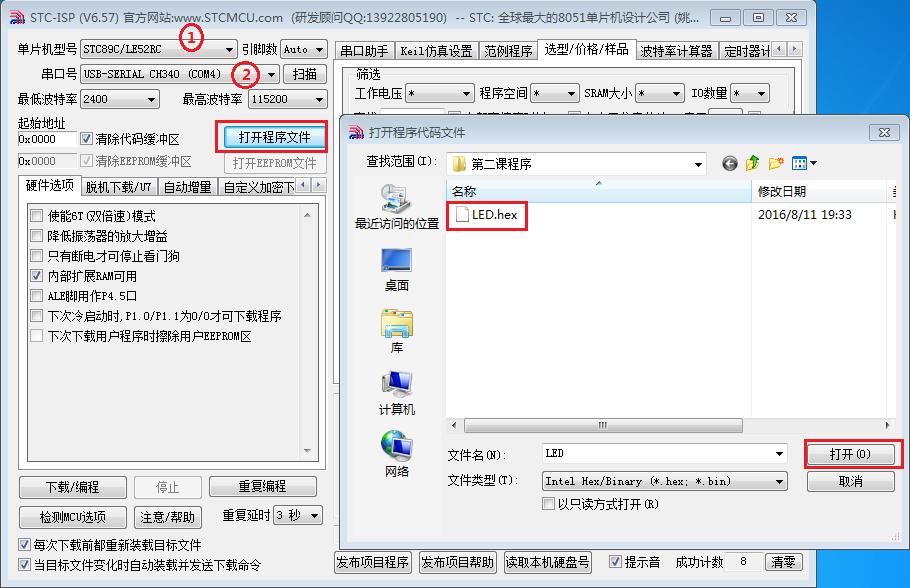 STC-ISP (V6.57) 官方网站:www.STCMCU.com (研发顾问QQ:13922805190) -- STC: 全球最大的8051单片机设计公司 (姚...
单片机型号 STC89C/LE52RC 1 引脚数 Auto
串口号 USB-SERIAL CH340 (COM4) 2 扫描
最低波特率 2400 最高波特率 115200
起始地址
0x0000 清除代码缓冲区 打开程序文件
0x0000 清除EEPROM缓冲区 打开EEPROM文件
硬件选项 脱机下载/U7 自动增量 自定义加密下
使能6T(双倍速)模式
降低振荡器的放大增益
只有断电才可停止看门狗
内部扩展RAM可用
ALE脚用作P4.5口
下次冷启动时,P1.0/P1.1为0/0才可下载程序
下次下载用户程序时擦除用户EEPROM区
下载/编程 停止 重复编程
检测MCU选项 注意/帮助 重复延时 3 秒
每次下载前都重新装载目标文件
当目标文件变化时自动装载并发送下载命令
串口助手 Keil仿真设置 范例程序 选型/价格/样品 波特率计算器 定时器计
筛选
工作电压 * 程序空间 * SRAM大小 * IO数量 *
打开程序代码文件
查找范围(I): 第二课程序
名称 修改日期
LED.hex 2016/8/11 19:33
最近访问的位置
桌面
库
计算机
网络
文件名(N): LED 打开(O)
文件类型(T): Intel Hex/Binary (*.hex; *.bin) 取消
以只读方式打开(R)
发布项目程序 发布项目帮助 读取本机硬盘号 提示音 成功计数 8 清零